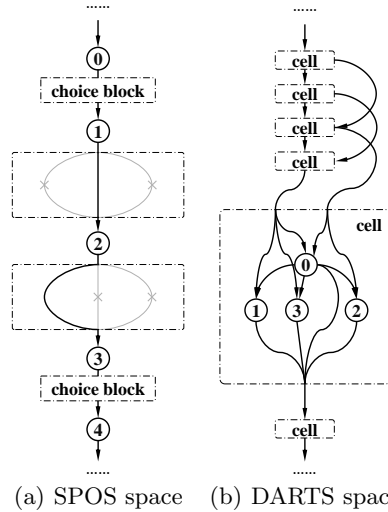 ......
0
choice block
1
2
3
choice block
4
......
(a) SPOS space
......
cell
cell
cell
cell
cell
0
1
3
2
cell
......
(b) DARTS spac